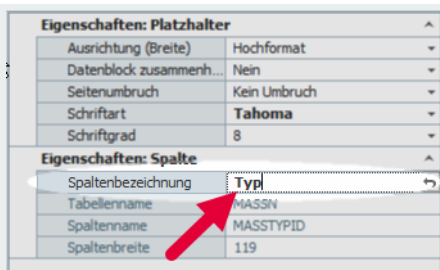 Eigenschaften: Platzhalter
Ausrichtung (Breite) Hochformat
Datenblock zusammenh... Nein
Seitenumbruch Kein Umbruch
Schriftart Tahoma
Schriftgrad 8
Eigenschaften: Spalte
Spaltenbezeichnung Typ
Tabellenname MASSN
Spaltenname MASSTYPID
Spaltenbreite 119